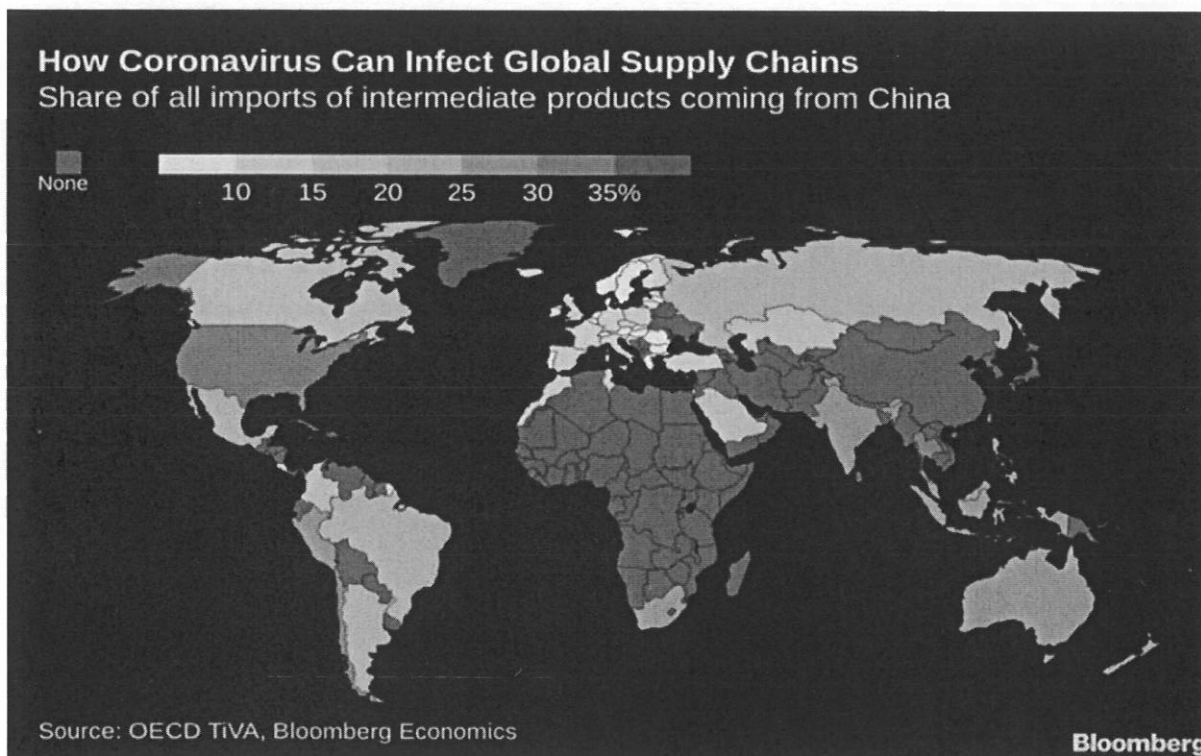 How Coronavirus Can Infect Global Supply Chains
Share of all imports of intermediate products coming from China
None
10 15 20 25 30 35%
Source: OECD TiVA, Bloomberg Economics
Bloomberg